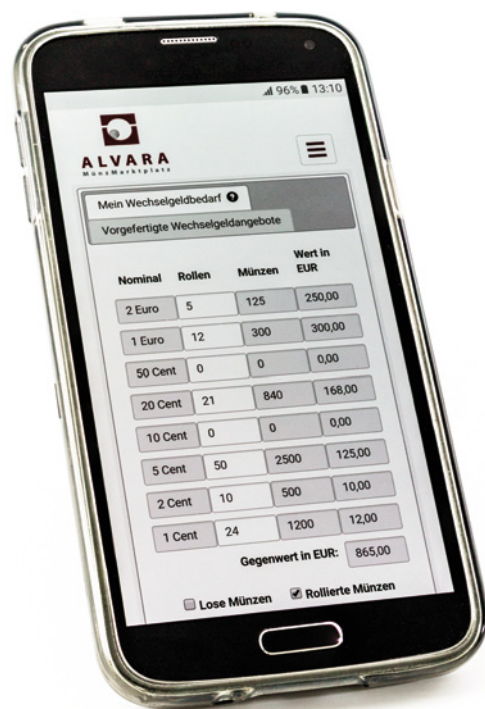 96% 13:10
ALVARA
MünzMarktplatz
Mein Wechselgeldbedarf ?
Vorgefertigte Wechselgeldangebote
Nominal Rollen Münzen Wert in EUR
2 Euro 5 125 250,00
1 Euro 12 300 300,00
50 Cent 0 0 0,00
20 Cent 21 840 168,00
10 Cent 0 0 0,00
5 Cent 50 2500 125,00
2 Cent 10 500 10,00
1 Cent 24 1200 12,00
Gegenwert in EUR: 865,00
Lose Münzen Rollierte Münzen